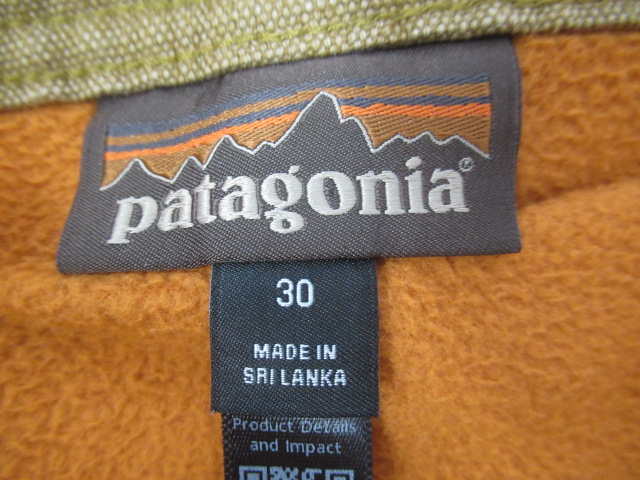 patagonia®
30
MADE IN
SRI LANKA
Product Details
and Impact